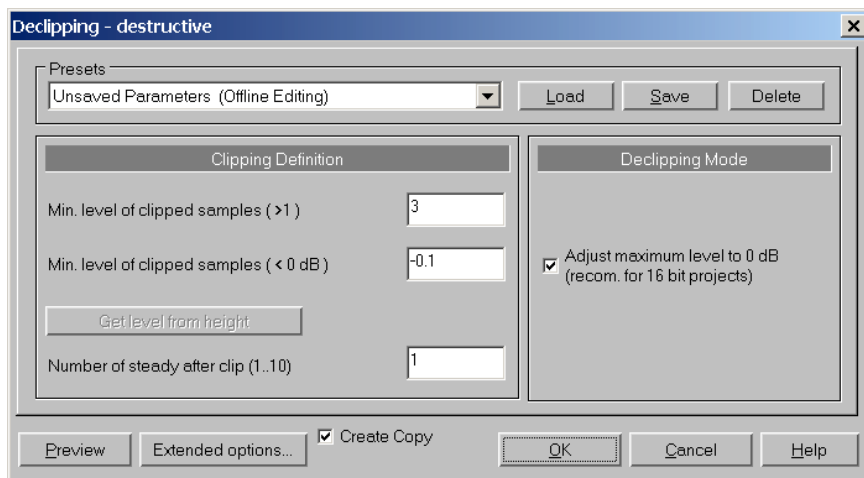 Declipping - destructive
Presets
Unsaved Parameters (Offline Editing)
Load
Save
Delete
Clipping Definition
Declipping Mode
Min. level of clipped samples ( >1 )
3
Min. level of clipped samples ( < 0 dB )
-0.1
Adjust maximum level to 0 dB
(recom. for 16 bit projects)
Get level from height
Number of steady after clip (1..10)
1
Preview
Extended options...
Create Copy
OK
Cancel
Help